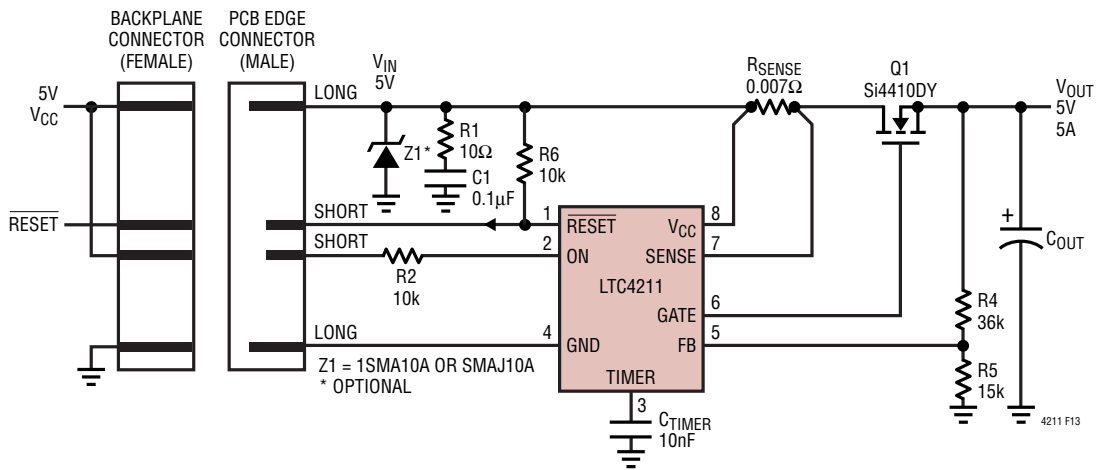 BACKPLANE
CONNECTOR
(FEMALE)
PCB EDGE
CONNECTOR
(MALE)
5V
VCC
RESET
LONG
SHORT
SHORT
LONG
VIN
5V
Z1*
R1
10Ω
C1
0.1μF
R6
10k
R2
10k
RSENSE
0.007Ω
Q1
Si4410DY
VOUT
5V
5A
1
RESET
2
ON
4
GND
VCC
8
SENSE
7
LTC4211
GATE
6
FB
5
TIMER
3
CTIMER
10nF
+
COUT
R4
36k
R5
15k
Z1 = 1SMA10A OR SMAJ10A
* OPTIONAL
4211 F13